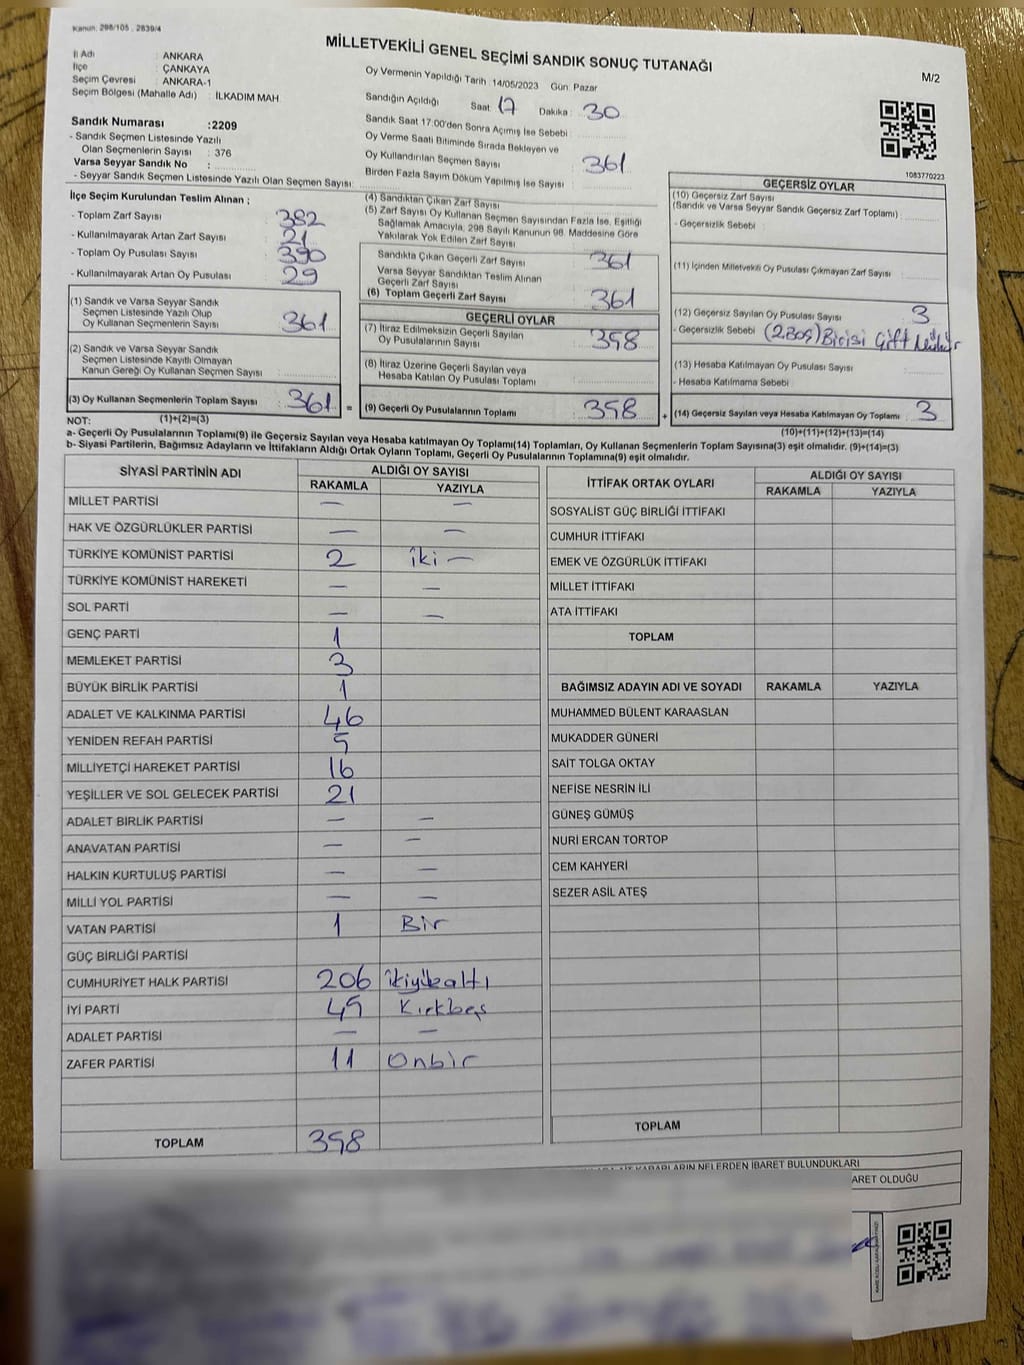 Kanun: 298/105 , 2839/4
MİLLETVEKİLİ GENEL SEÇİMİ SANDIK SONUÇ TUTANAĞI
M/2
İl Adı : ANKARA
İlçe : ÇANKAYA
Seçim Çevresi : ANKARA-1
Seçim Bölgesi (Mahalle Adı) : İLKADIM MAH
Sandık Numarası :2209
- Sandık Seçmen Listesinde Yazılı
Olan Seçmenlerin Sayısı : 376
Varsa Seyyar Sandık No :
- Seyyar Sandık Seçmen Listesinde Yazılı Olan Seçmen Sayısı:
Oy Vermenin Yapıldığı Tarih : 14/05/2023 Gün: Pazar
Sandığın Açıldığı Saat 17 Dakika : 30
Sandık Saat 17:00'den Sonra Açımış İse Sebebi :
Oy Verme Saati Bitiminde Sırada Bekleyen ve
Oy Kullandırılan Seçmen Sayısı : 361
Birden Fazla Sayım Döküm Yapılmış İse Sayısı :
1083770223
İlçe Seçim Kurulundan Teslim Alınan ;
- Toplam Zarf Sayısı : 382
- Kullanılmayarak Artan Zarf Sayısı : 21
- Toplam Oy Pusulası Sayısı : 390
- Kullanılmayarak Artan Oy Pusulası : 29
(1) Sandık ve Varsa Seyyar Sandık
Seçmen Listesinde Yazılı Olup
Oy Kullanan Seçmenlerin Sayısı : 361
(2) Sandık ve Varsa Seyyar Sandık
Seçmen Listesinde Kayıtlı Olmayan
Kanun Gereği Oy Kullanan Seçmen Sayısı :
(3) Oy Kullanan Seçmenlerin Toplam Sayısı : 361 =
(1)+(2)=(3)
(4) Sandıktan Çıkan Zarf Sayısı :
(5) Zarf Sayısı Oy Kullanan Seçmen Sayısından Fazla İse, Eşitliği
Sağlamak Amacıyla, 298 Sayılı Kanunun 98. Maddesine Göre
Yakılarak Yok Edilen Zarf Sayısı :
Sandıkta Çıkan Geçerli Zarf Sayısı : 361
Varsa Seyyar Sandıktan Teslim Alınan
Geçerli Zarf Sayısı :
(6) Toplam Geçerli Zarf Sayısı : 361
GEÇERLİ OYLAR
(7) İtiraz Edilmeksizin Geçerli Sayılan
Oy Pusulalarının Sayısı : 358
(8) İtiraz Üzerine Geçerli Sayılan veya
Hesaba Katılan Oy Pusulası Toplamı :
(9) Geçerli Oy Pusulalarının Toplamı : 358 +
GEÇERSİZ OYLAR
(10) Geçersiz Zarf Sayısı
(Sandık ve Varsa Seyyar Sandık Geçersiz Zarf Toplamı) :
- Geçersizlik Sebebi :
(11) İçinden Milletvekili Oy Pusulası Çıkmayan Zarf Sayısı :
(12) Geçersiz Sayılan Oy Pusulası Sayısı : 3
- Geçersizlik Sebebi : Birisi Çift Mühür
(13) Hesaba Katılmayan Oy Pusulası Sayısı :
- Hesaba Katılmama Sebebi :
(14) Geçersiz Sayılan veya Hesaba Katılmayan Oy Toplamı : 3
(10)+(11)+(12)+(13)=(14)
NOT:
a- Geçerli Oy Pusulalarının Toplamı(9) ile Geçersiz Sayılan veya Hesaba katılmayan Oy Toplamı(14) Toplamları, Oy Kullanan Seçmenlerin Toplam Sayısına(3) eşit olmalıdır. (9)+(14)=(3)
b- Siyasi Partilerin, Bağımsız Adayların ve İttifakların Aldığı Ortak Oyların Toplamı, Geçerli Oy Pusulalarının Toplamına(9) eşit olmalıdır.
SİYASİ PARTİNİN ADI ALDIĞI OY SAYISI
RAKAMLA YAZIYLA
MİLLET PARTİSİ — —
HAK VE ÖZGÜRLÜKLER PARTİSİ — —
TÜRKİYE KOMÜNİST PARTİSİ 2 iki —
TÜRKİYE KOMÜNİST HAREKETİ — —
SOL PARTİ — —
GENÇ PARTİ 1
MEMLEKET PARTİSİ 3
BÜYÜK BİRLİK PARTİSİ 1
ADALET VE KALKINMA PARTİSİ 46
YENİDEN REFAH PARTİSİ 5
MİLLİYETÇİ HAREKET PARTİSİ 16
YEŞİLLER VE SOL GELECEK PARTİSİ 21
ADALET BİRLİK PARTİSİ — —
ANAVATAN PARTİSİ — —
HALKIN KURTULUŞ PARTİSİ — —
MİLLİ YOL PARTİSİ — —
VATAN PARTİSİ 1 Bir
GÜÇ BİRLİĞİ PARTİSİ
CUMHURİYET HALK PARTİSİ 206 ikiyüzaltı
İYİ PARTİ 45 Kırkbeş
ADALET PARTİSİ — —
ZAFER PARTİSİ 11 Onbir
TOPLAM 358
İTTİFAK ORTAK OYLARI ALDIĞI OY SAYISI
RAKAMLA YAZIYLA
SOSYALİST GÜÇ BİRLİĞİ İTTİFAKI
CUMHUR İTTİFAKI
EMEK VE ÖZGÜRLÜK İTTİFAKI
MİLLET İTTİFAKI
ATA İTTİFAKI
TOPLAM
BAĞIMSIZ ADAYIN ADI VE SOYADI RAKAMLA YAZIYLA
MUHAMMED BÜLENT KARAASLAN
MUKADDER GÜNERİ
SAİT TOLGA OKTAY
NEFİSE NESRİN İLİ
GÜNEŞ GÜMÜŞ
NURİ ERCAN TORTOP
CEM KAHYERİ
SEZER ASİL ATEŞ
TOPLAM
KARARLARIN NELERDEN İBARET BULUNDUKLARI
ARET OLDUĞU